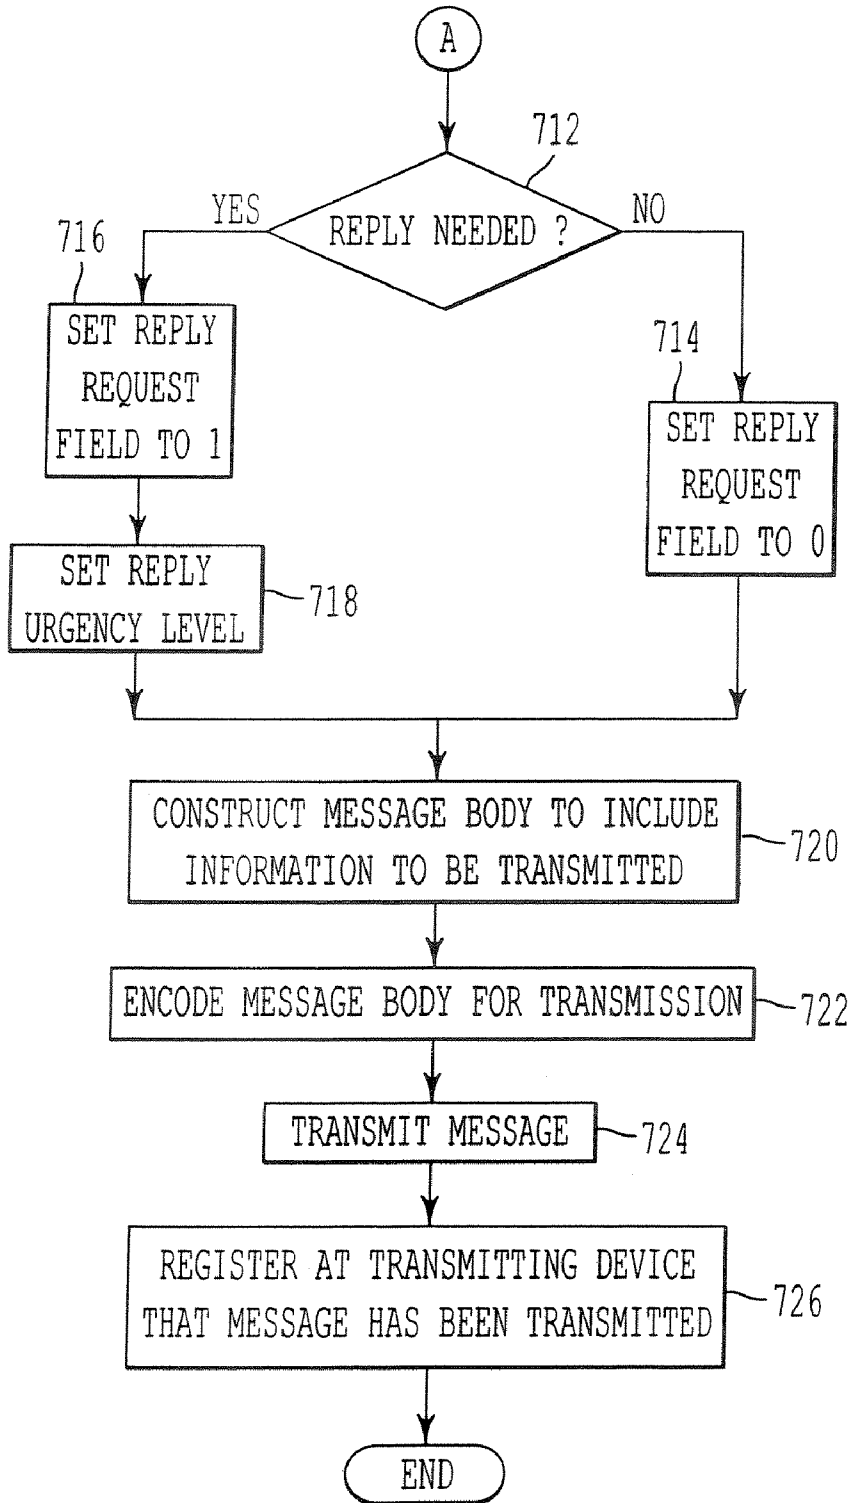 A
712
REPLY NEEDED ?
YES
NO
716
SET REPLY
REQUEST
FIELD TO 1
714
SET REPLY
REQUEST
FIELD TO 0
SET REPLY
URGENCY LEVEL
718
CONSTRUCT MESSAGE BODY TO INCLUDE
INFORMATION TO BE TRANSMITTED
720
ENCODE MESSAGE BODY FOR TRANSMISSION
722
TRANSMIT MESSAGE
724
REGISTER AT TRANSMITTING DEVICE
THAT MESSAGE HAS BEEN TRANSMITTED
726
END